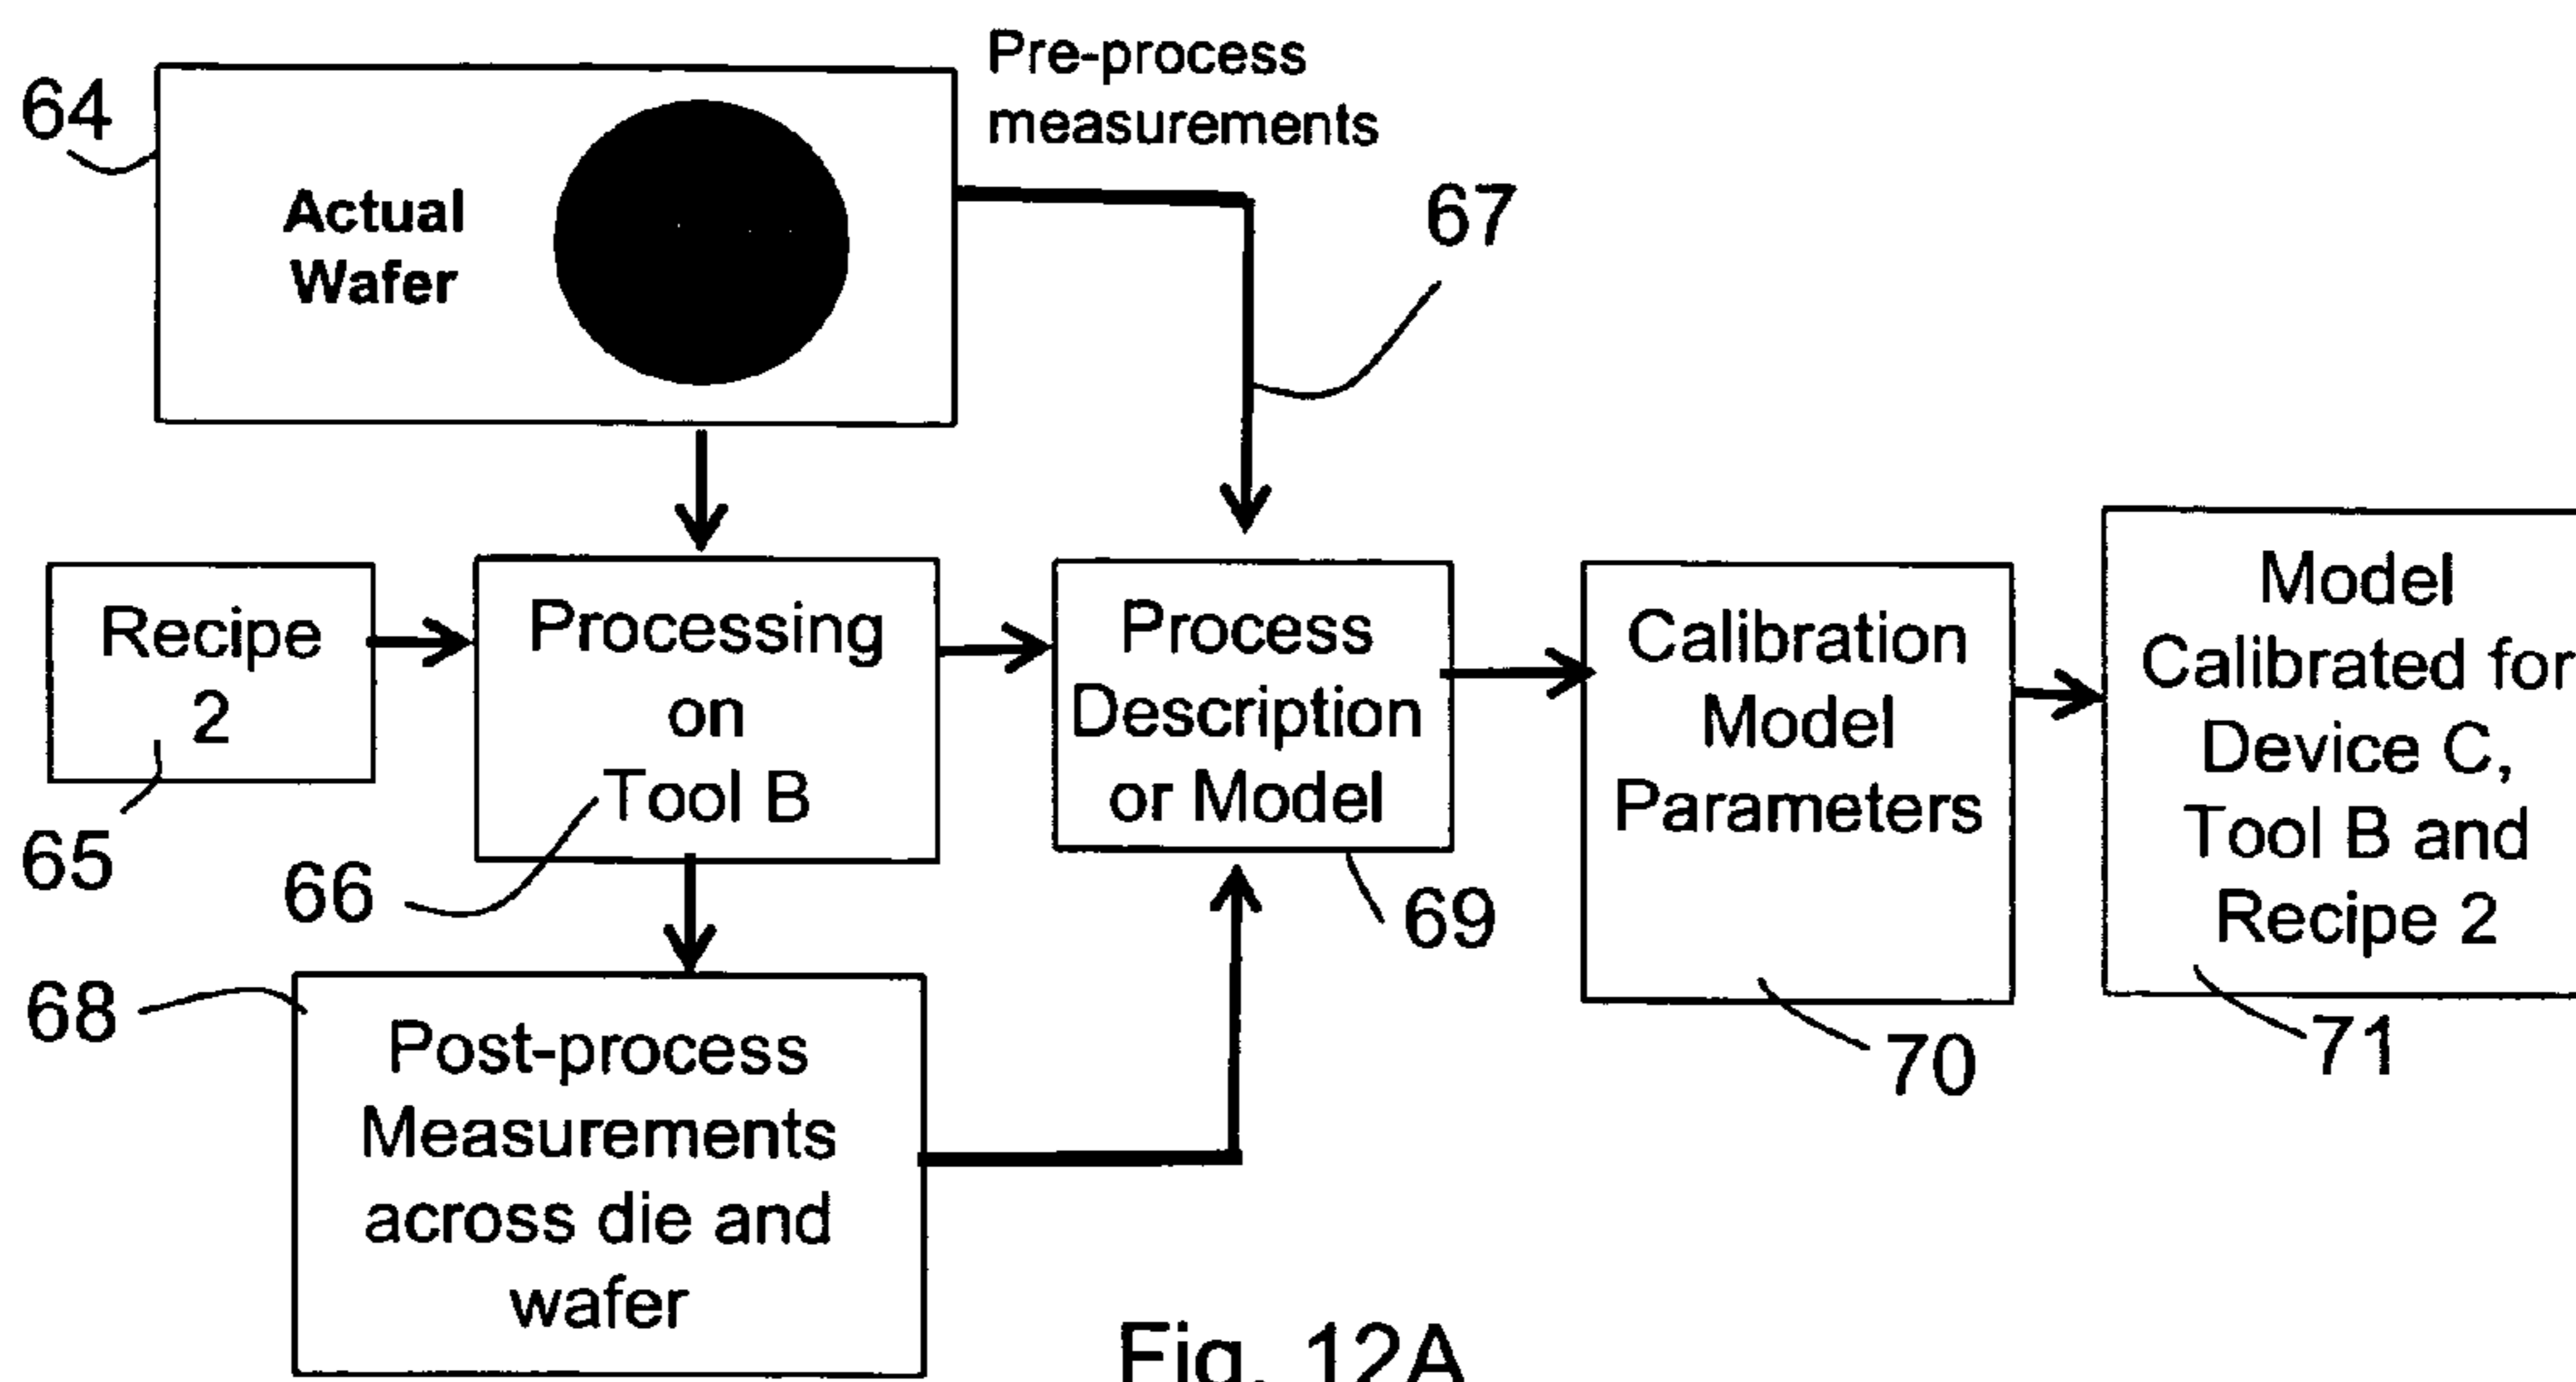 Pre-process
measurements
64
Actual
Wafer
67
Recipe
2
65
Processing
on
Tool B
66
Process
Description
or Model
69
Calibration
Model
Parameters
70
Model
Calibrated for
Device C,
Tool B and
Recipe 2
71
68
Post-process
Measurements
across die and
wafer
Fig. 12A